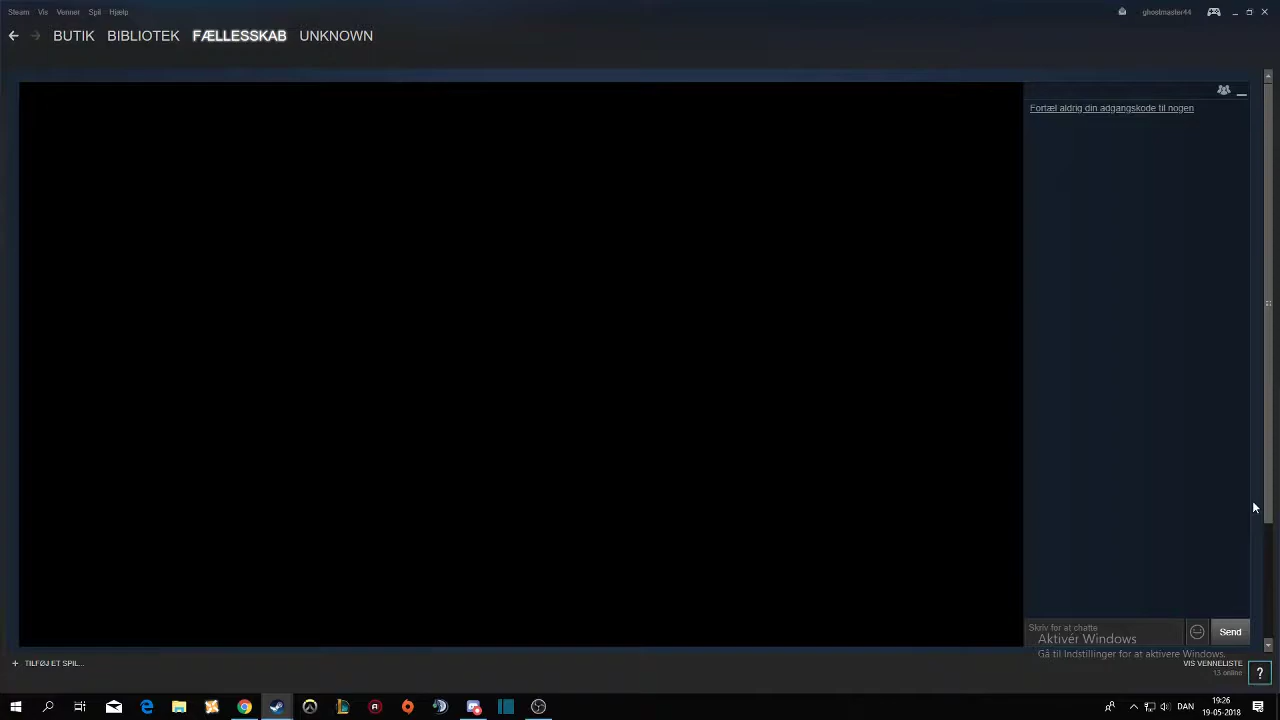 Steam Vis Venner Spil Hjælp ghostmaster44
BUTIK BIBLIOTEK FÆLLESSKAB UNKNOWN
Fortæl aldrig din adgangskode til nogen
Skriv for at chatte
Send
Aktivér Windows
Gå til Indstillinger for at aktivere Windows.
+ TILFØJ ET SPIL...
VIS VENNELISTE
13 online
?
19:26
DAN
19-05-2018